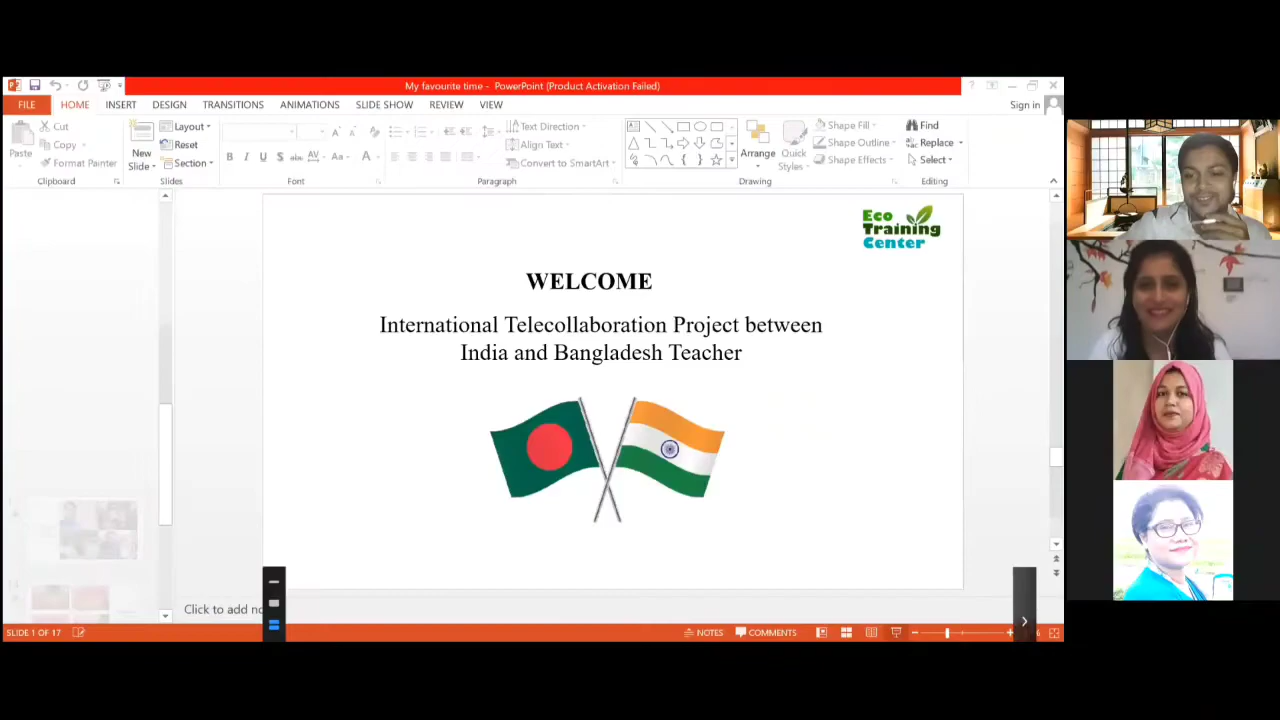 My favourite time - PowerPoint (Product Activation Failed)
FILE HOME INSERT DESIGN TRANSITIONS ANIMATIONS SLIDE SHOW REVIEW VIEW
Sign in
Paste
Cut
Copy
Format Painter
Clipboard
New
Slide
Layout
Reset
Section
Slides
B I U S abc AV Aa A
Font
Text Direction
Align Text
Convert to SmartArt
Paragraph
Arrange
Quick
Styles
Shape Fill
Shape Outline
Shape Effects
Drawing
Find
Replace
Select
Editing
Eco
Training
Center
WELCOME
International Telecollaboration Project between
India and Bangladesh Teacher
Click to add
SLIDE 1 OF 17
NOTES
COMMENTS